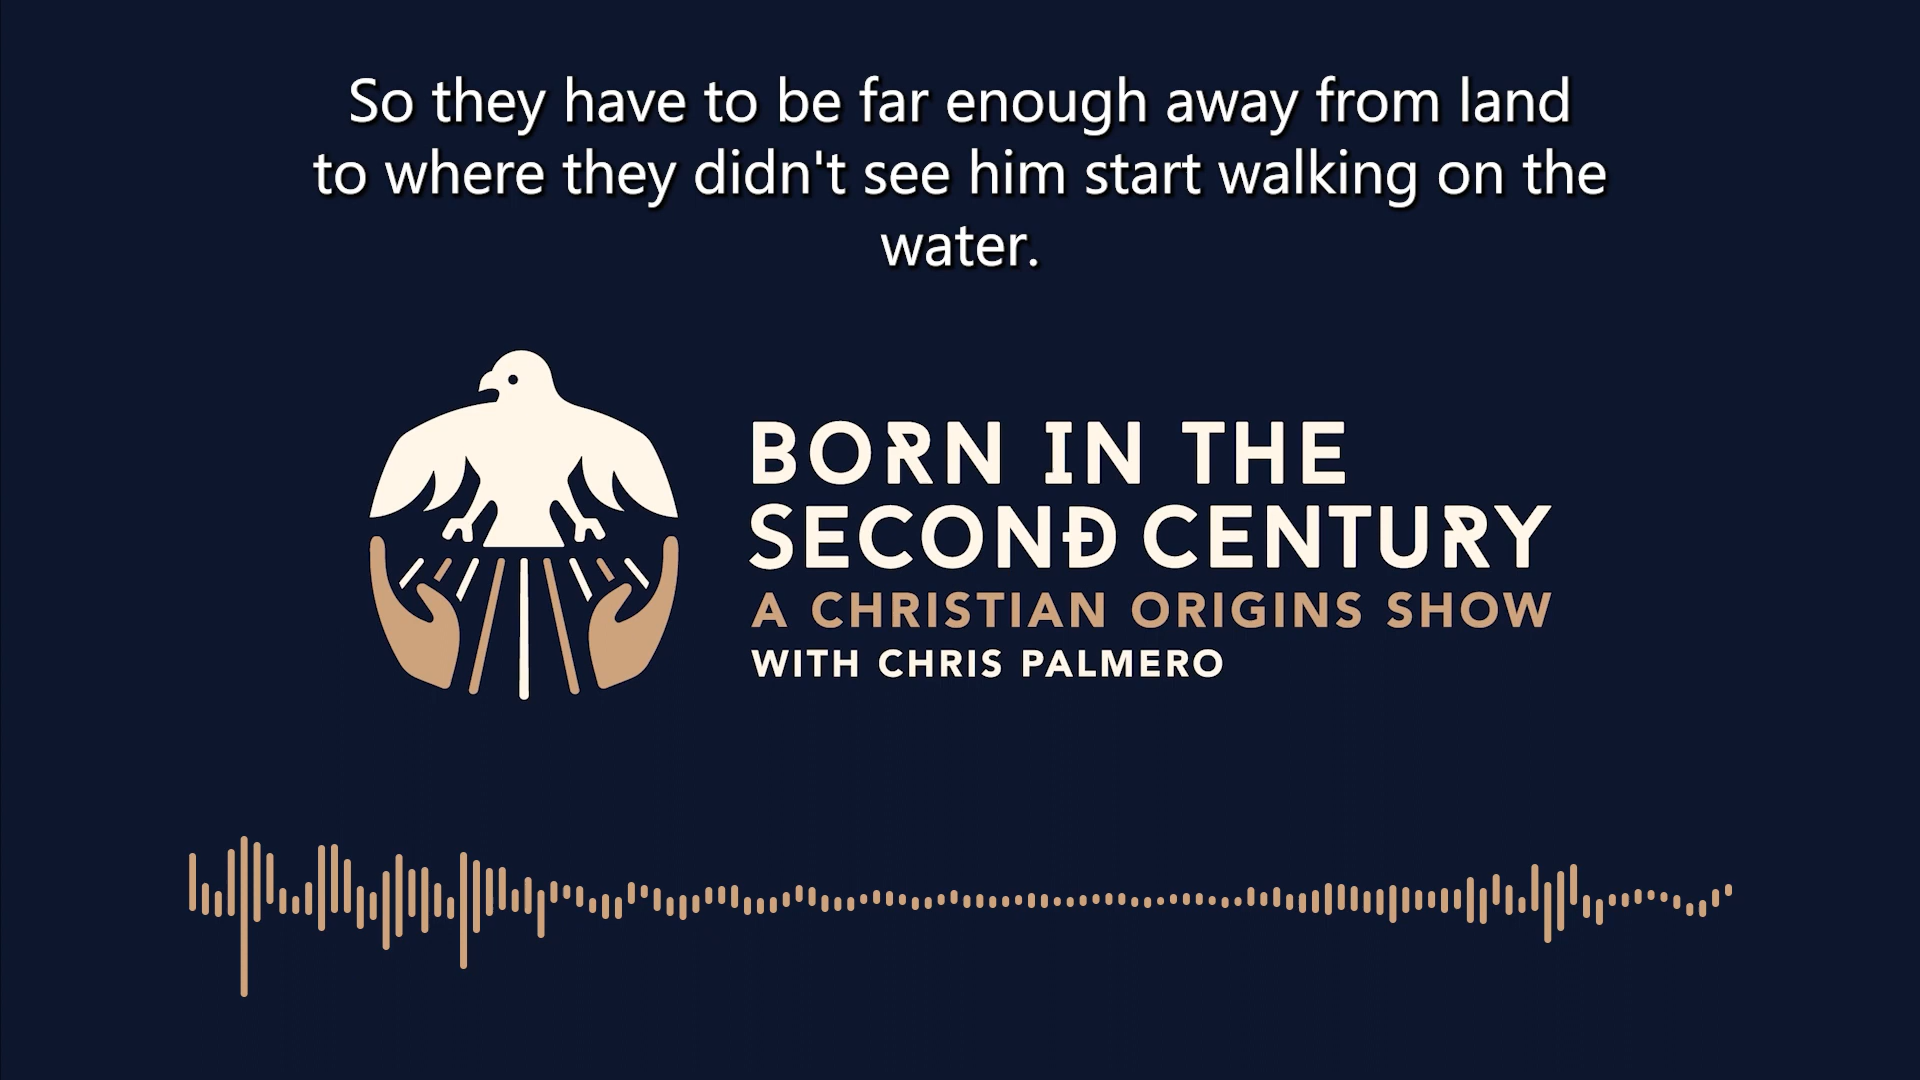 So they have to be far enough away from land
to where they didn't see him start walking on the
water.
BORN IN THE
SECOND CENTURY
A CHRISTIAN ORIGINS SHOW
WITH CHRIS PALMERO